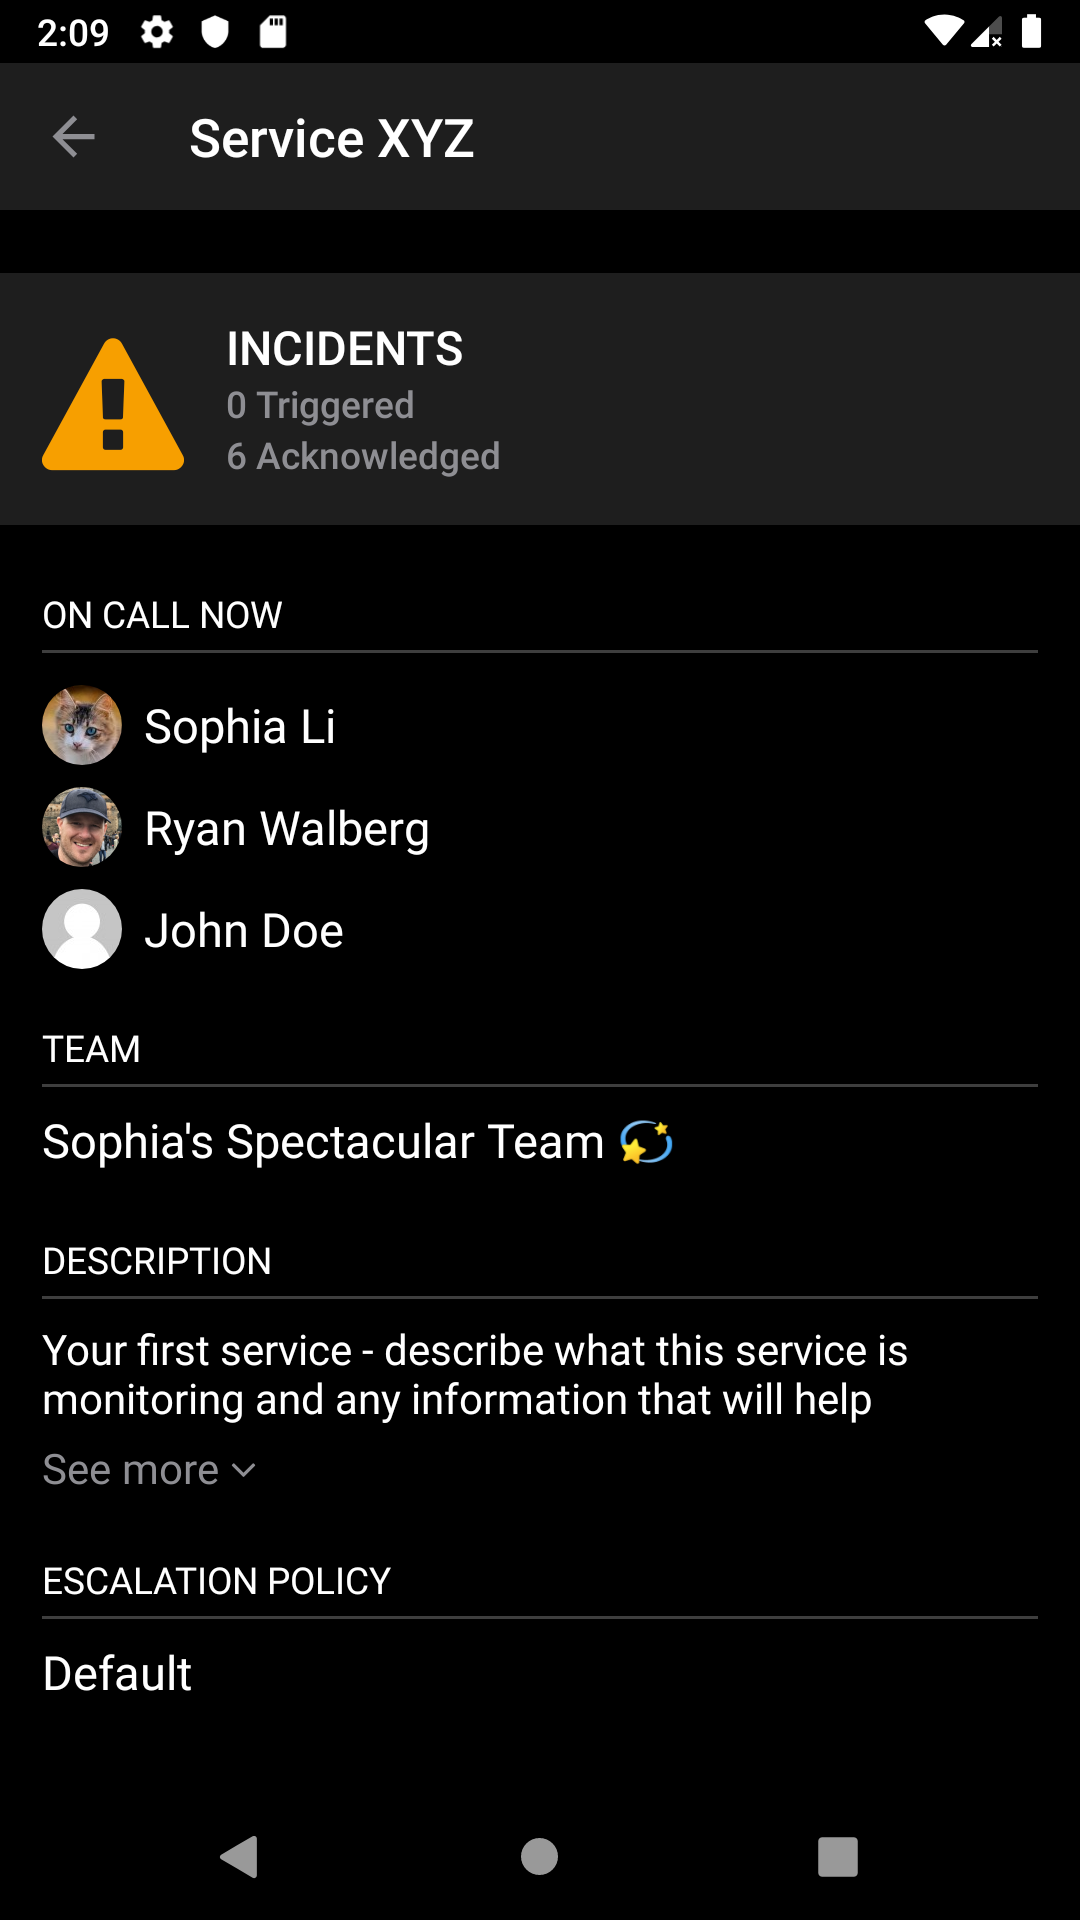 2:09
Service XYZ
INCIDENTS
0 Triggered
6 Acknowledged
ON CALL NOW
Sophia Li
Ryan Walberg
John Doe
TEAM
Sophia's Spectacular Team 💫
DESCRIPTION
Your first service - describe what this service is
monitoring and any information that will help
See more
ESCALATION POLICY
Default